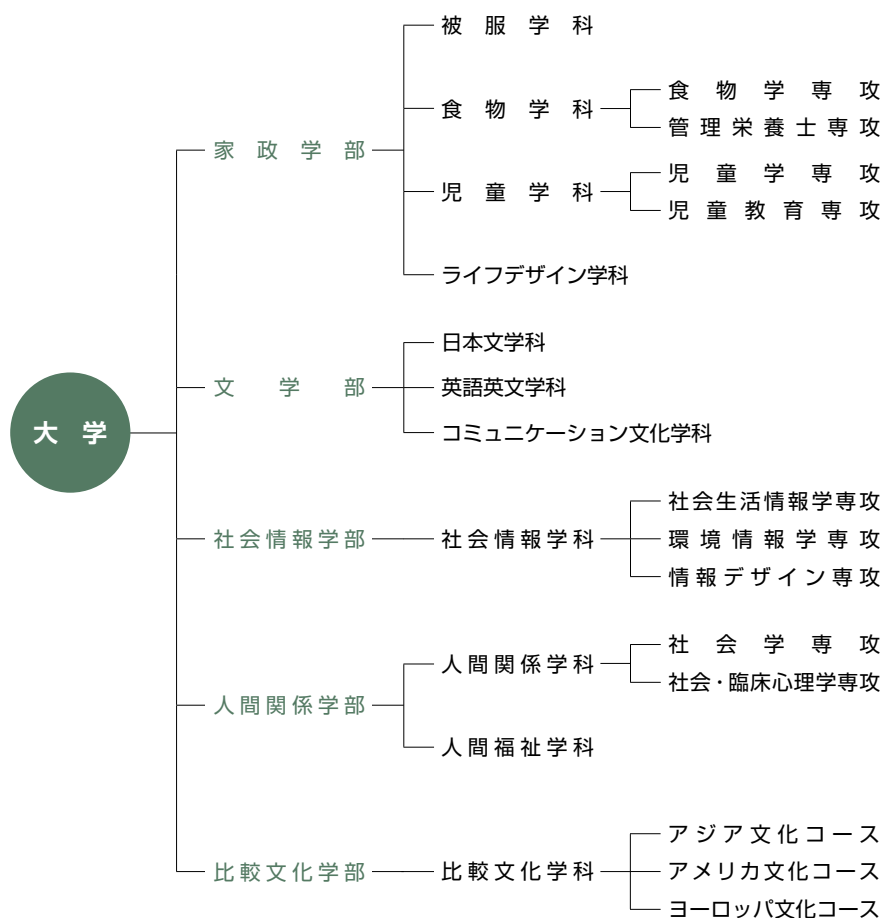 大学
家政学部
被服学科
食物学科
食物学専攻
管理栄養士専攻
児童学科
児童学専攻
児童教育専攻
ライフデザイン学科
文学部
日本文学科
英語英文学科
コミュニケーション文化学科
社会情報学部
社会情報学科
社会生活情報学専攻
環境情報学専攻
情報デザイン専攻
人間関係学部
人間関係学科
社会学専攻
社会・臨床心理学専攻
人間福祉学科
比較文化学部
比較文化学科
アジア文化コース
アメリカ文化コース
ヨーロッパ文化コース